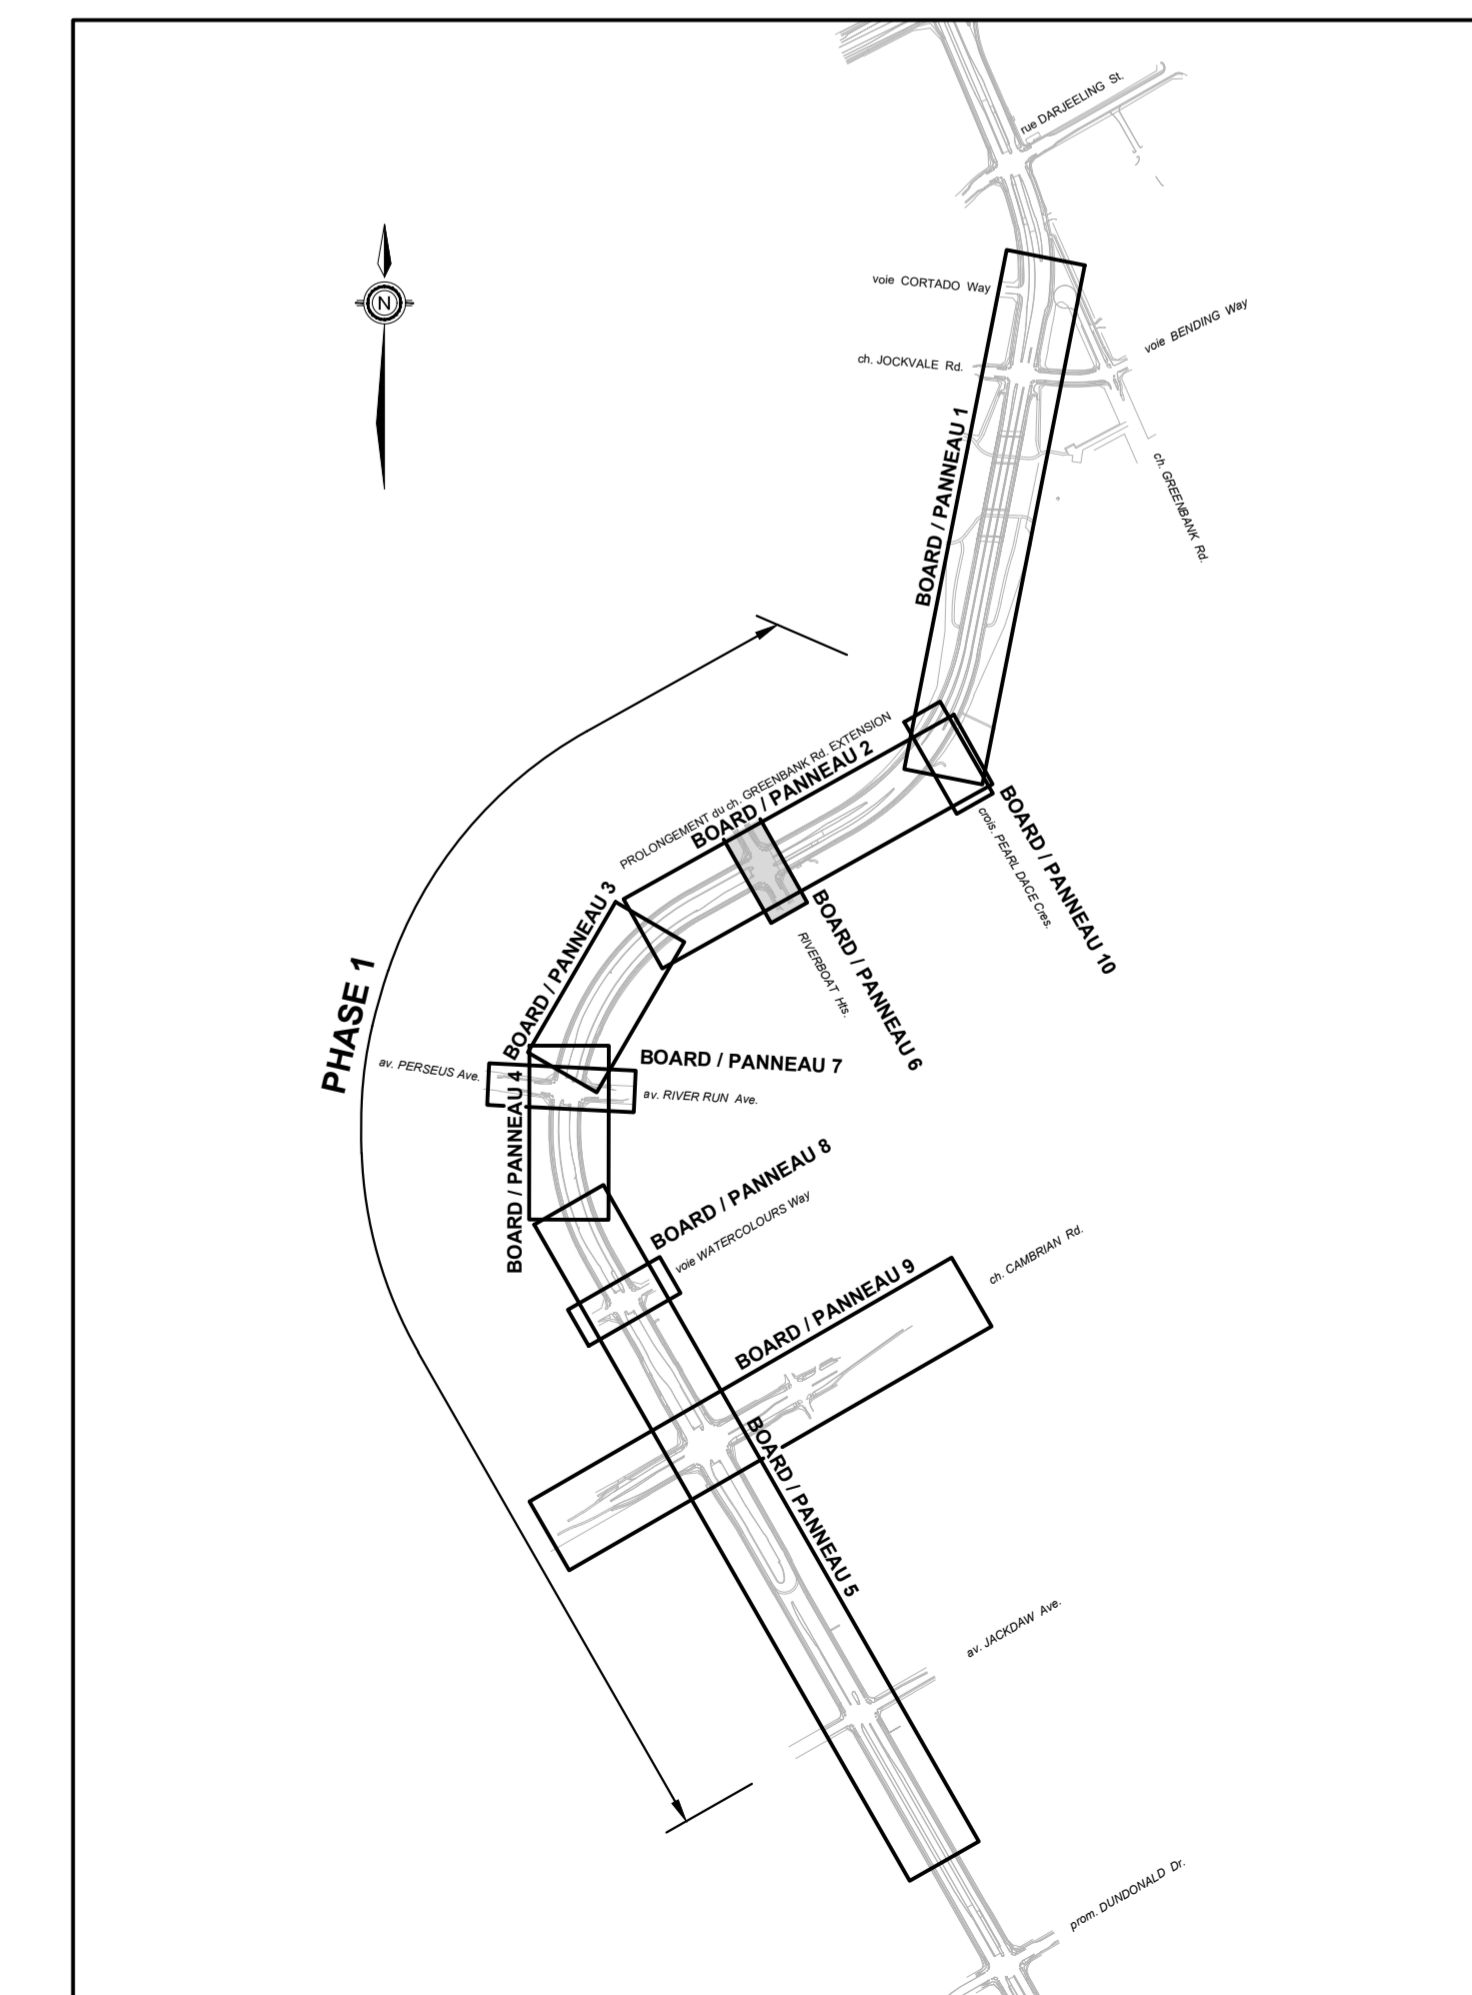 rue DARJEELING St.
N
voie CORTADO Way
voie BENDING Way
ch. JOCKVALE Rd.
BOARD / PANNEAU 1
ch. GREENBANK Rd.
PROLONGEMENT du ch. GREENBANK Rd. EXTENSION
BOARD / PANNEAU 2
BOARD / PANNEAU 10
crois. PEARL DACE Cres.
BOARD / PANNEAU 3
BOARD / PANNEAU 6
RIVERBOAT Hts.
PHASE 1
av. PERSEUS Ave.
BOARD / PANNEAU 7
av. RIVER RUN Ave.
BOARD / PANNEAU 4
BOARD / PANNEAU 8
voie WATERCOLOURS Way
BOARD / PANNEAU 9
ch. CAMBRIAN Rd.
BOARD / PANNEAU 5
av. JACKDAW Ave.
prom. DUNDONALD Dr.